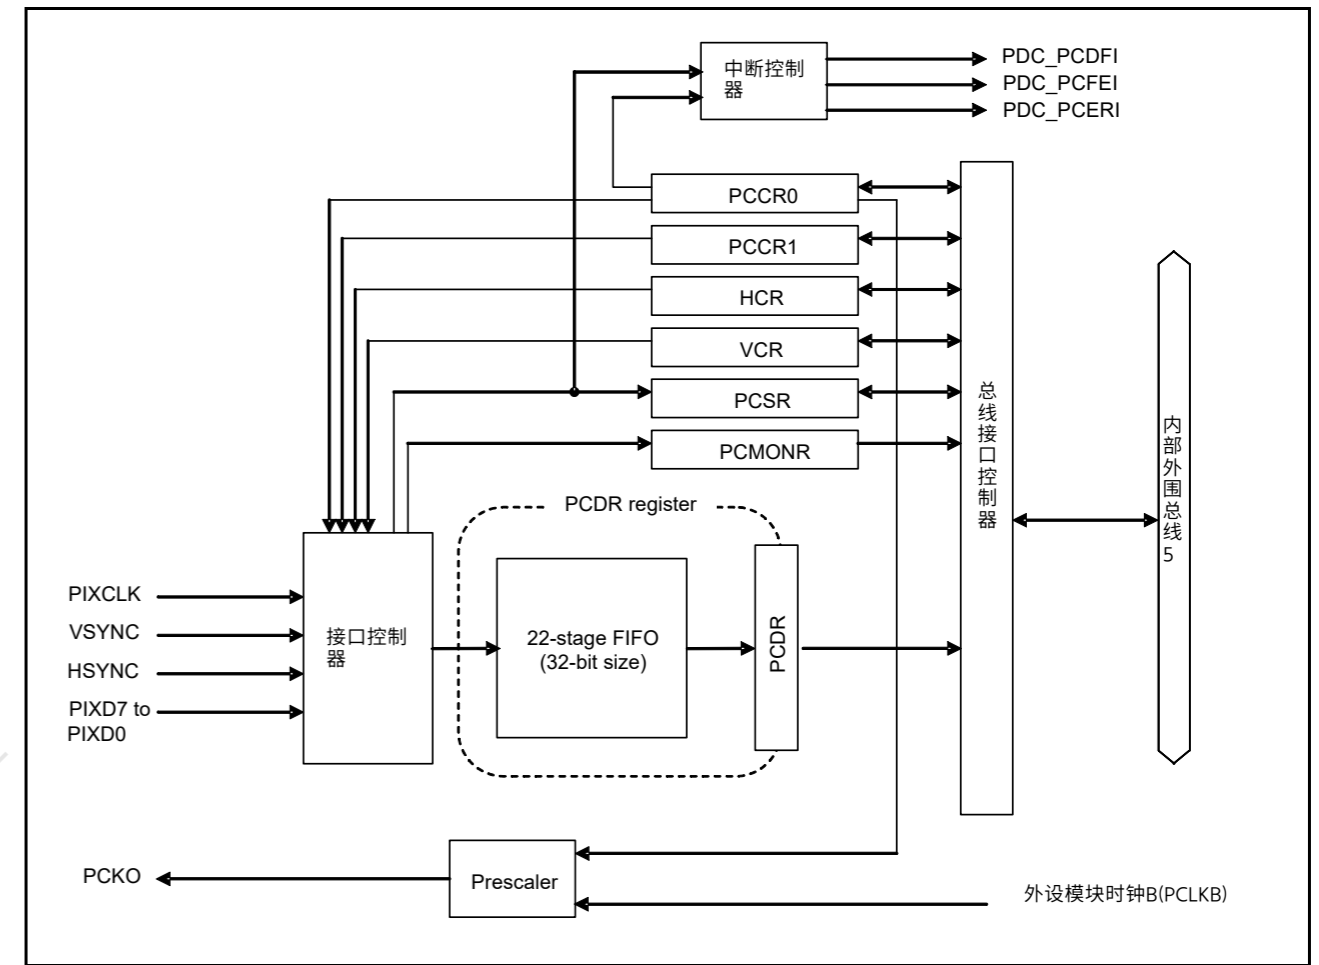 中断控制
器
PDC_PCDFI
PDC_PCFEI
PDC_PCERI
PCCR0
PCCR1
HCR
VCR
PCSR
PCMONR
总线接口控制器
内部外围总线5
PCDR register
PIXCLK
VSYNC
HSYNC
PIXD7 to
PIXD0
接口控制
器
22-stage FIFO
(32-bit size)
PCDR
PCKO
Prescaler
外设模块时钟B(PCLKB)